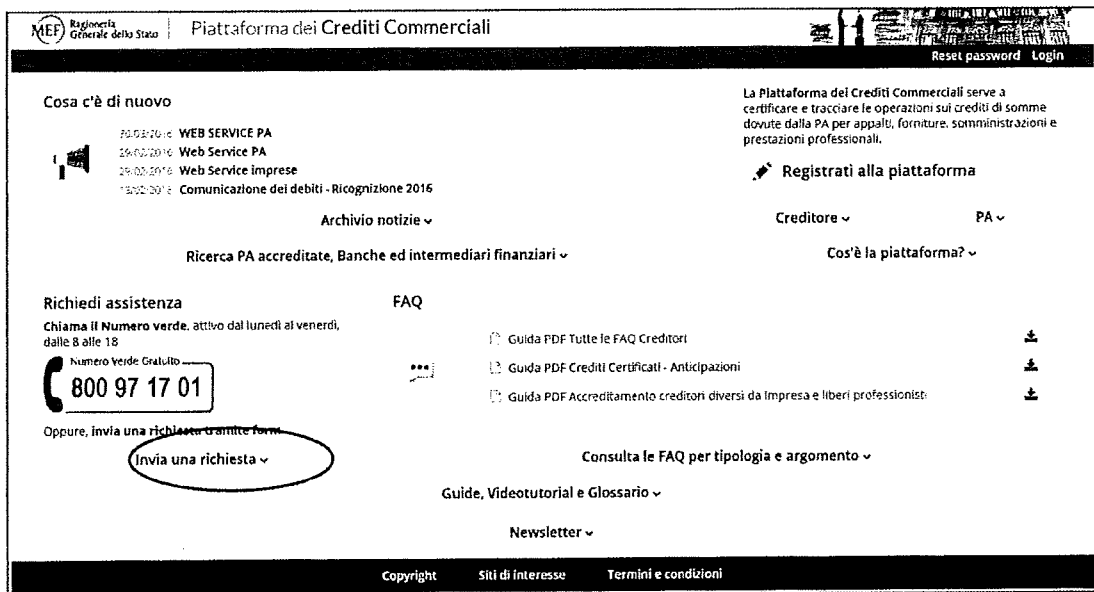 MEF Ragioneria
Generale dello Stato
Piattaforma dei Crediti Commerciali
Reset password Login
Cosa c'è di nuovo
WEB SERVICE PA
29/02/2016 Web Service PA
29/02/2016 Web Service imprese
Comunicazione dei debiti - Ricognizione 2016
Archivio notizie
Ricerca PA accreditate, Banche ed intermediari finanziari
La Piattaforma dei Crediti Commerciali serve a
certificare e tracciare le operazioni sui crediti di somme
dovute dalla PA per appalti, forniture, somministrazioni e
prestazioni professionali.
Registrati alla piattaforma
Creditore PA
Cos'è la piattaforma?
Richiedi assistenza
Chiama il Numero verde, attivo dal lunedì al venerdì,
dalle 8 alle 18
Numero Verde Gratuito
800 97 17 01
Oppure, invia una richiesta tramite form
Invia una richiesta
FAQ
Guida PDF Tutte le FAQ Creditori
Guida PDF Crediti Certificati - Anticipazioni
Guida PDF Accreditamento creditori diversi da Impresa e liberi professionisti
Consulta le FAQ per tipologia e argomento
Guide, Videotutorial e Glossario
Newsletter
Copyright Siti di interesse Termini e condizioni